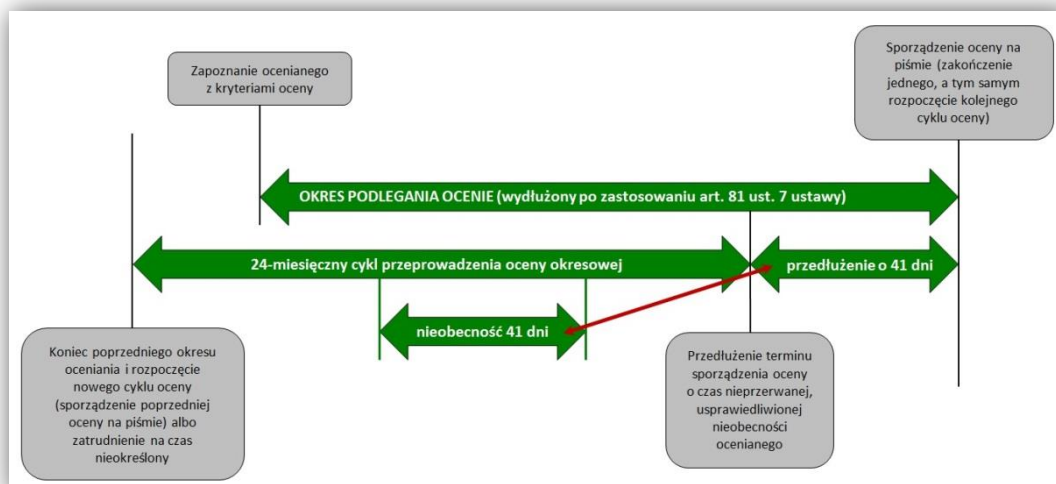 Zapoznanie ocenianego
z kryteriami oceny
Sporządzenie oceny na
piśmie (zakończenie
jednego, a tym samym
rozpoczęcie kolejnego
cyklu oceny)
OKRES PODLEGANIA OCENIE (wydłużony po zastosowaniu art. 81 ust. 7 ustawy)
24-miesięczny cykl przeprowadzenia oceny okresowej
przedłużenie o 41 dni
nieobecność 41 dni
Koniec poprzedniego okresu
oceniania i rozpoczęcie
nowego cyklu oceny
(sporządzenie poprzedniej
oceny na piśmie) albo
zatrudnienie na czas
nieokreślony
Przedłużenie terminu
sporządzenia oceny
o czas nieprzerwanej,
usprawiedliwionej
nieobecności
ocenianego